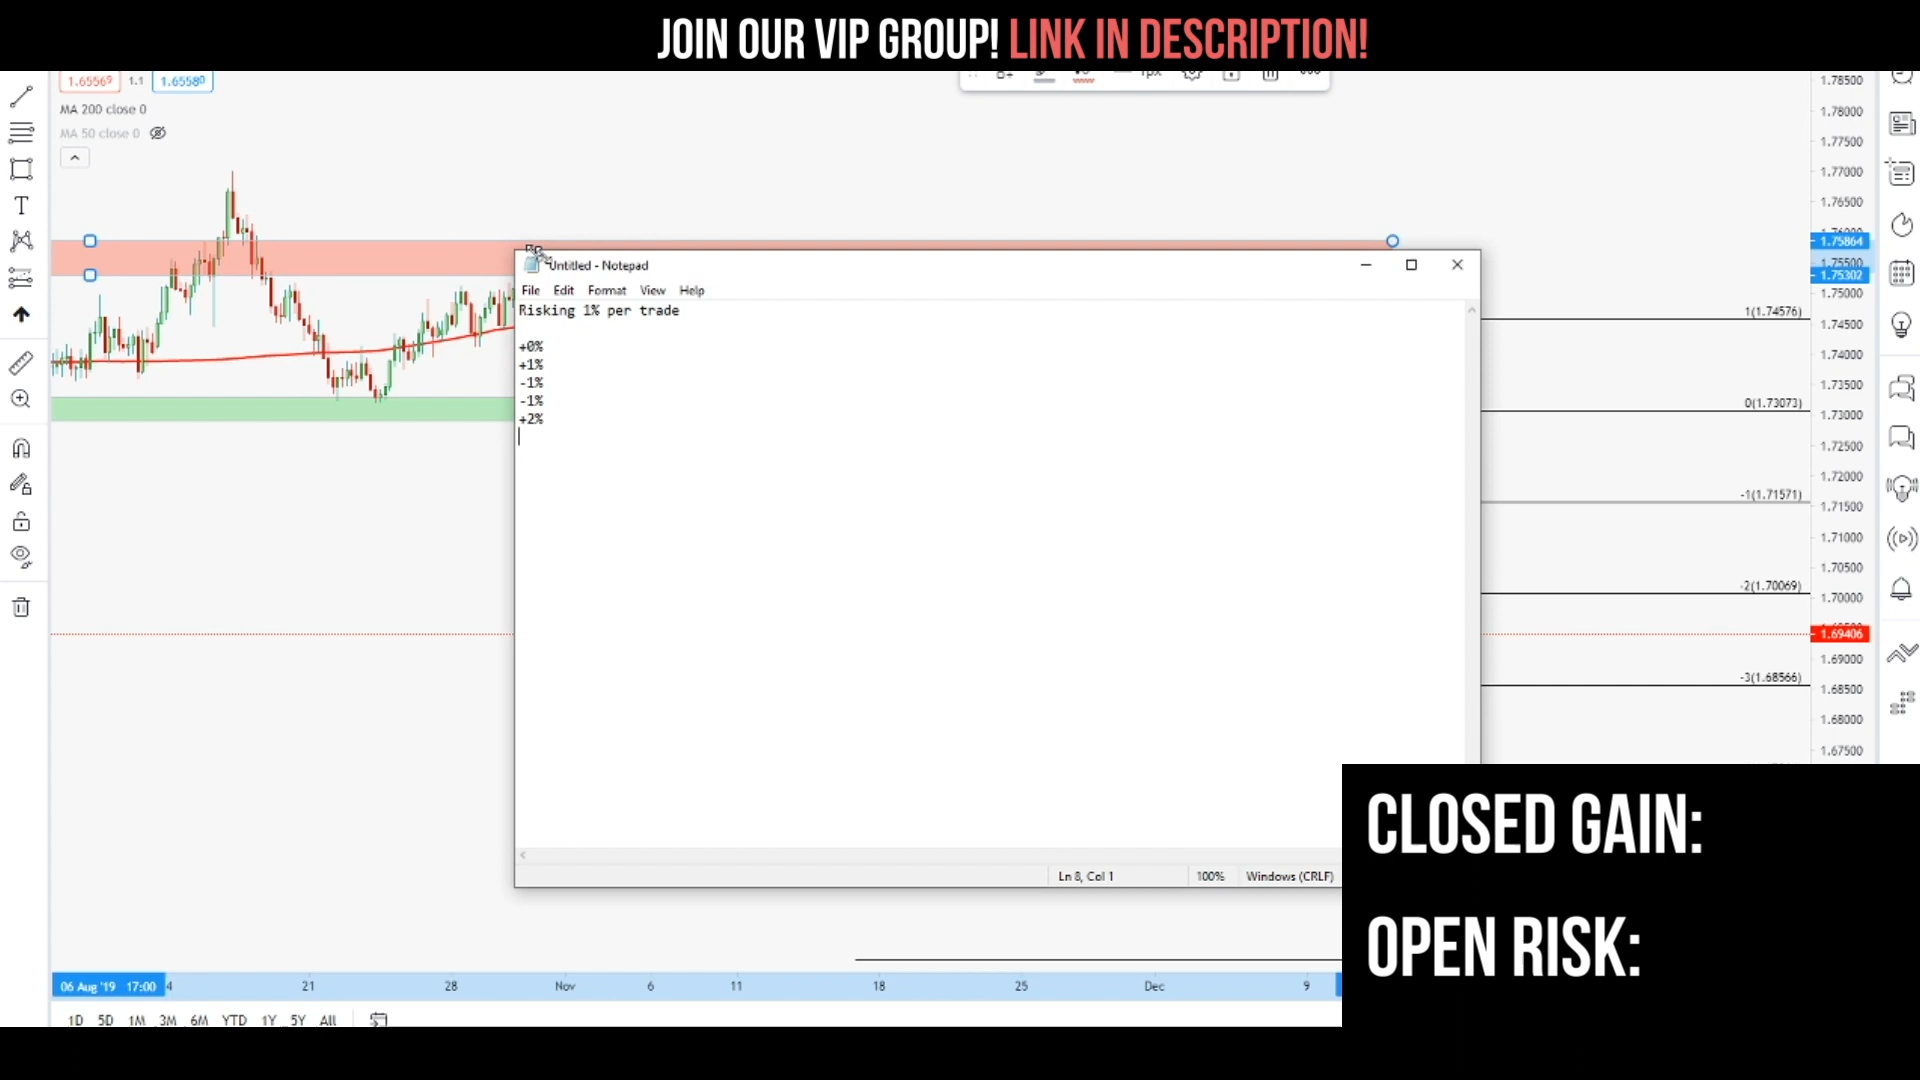 JOIN OUR VIP GROUP! LINK IN DESCRIPTION!
1.65569 1.1 1.65580
MA 200 close 0
MA 50 close 0
Untitled - Notepad
File Edit Format View Help
Risking 1% per trade
+0%
+1%
-1%
-1%
+2%
Ln 8, Col 1 100% Windows (CRLF)
1(1.74576)
0(1.73073)
-1(1.71571)
-2(1.70069)
-3(1.68566)
1.78500
1.78000
1.77500
1.77000
1.76500
1.75864
1.75500
1.75302
1.75000
1.74500
1.74000
1.73500
1.73000
1.72500
1.72000
1.71500
1.71000
1.70500
1.70000
1.69406
1.69000
1.68500
1.68000
1.67500
CLOSED GAIN:
OPEN RISK:
06 Aug '19 17:00 4 21 28 Nov 6 11 18 25 Dec 9
1D 5D 1M 3M 6M YTD 1Y 5Y All